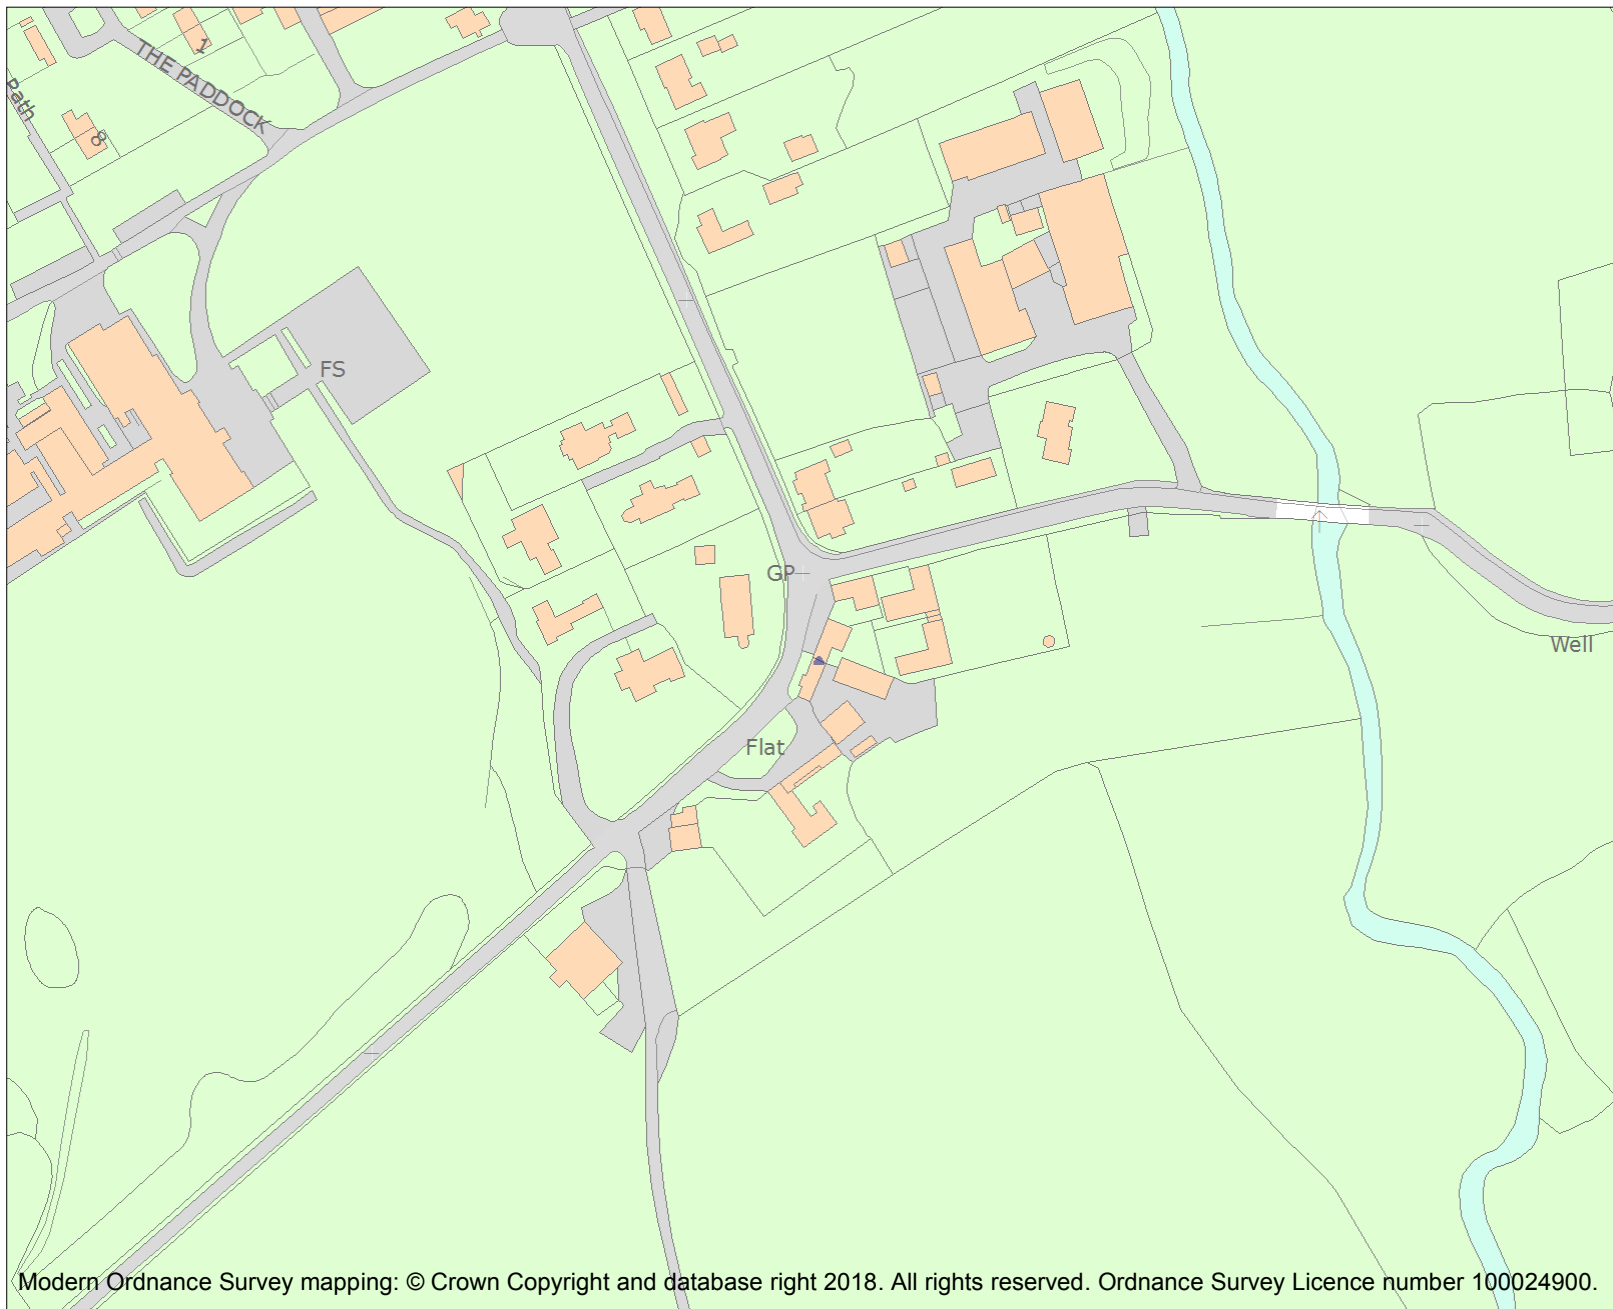 THE PADDOCK
1
Path
8
FS
GP
Well
Flat
Modern Ordnance Survey mapping: © Crown Copyright and database right 2018. All rights reserved. Ordnance Survey Licence number 100024900.